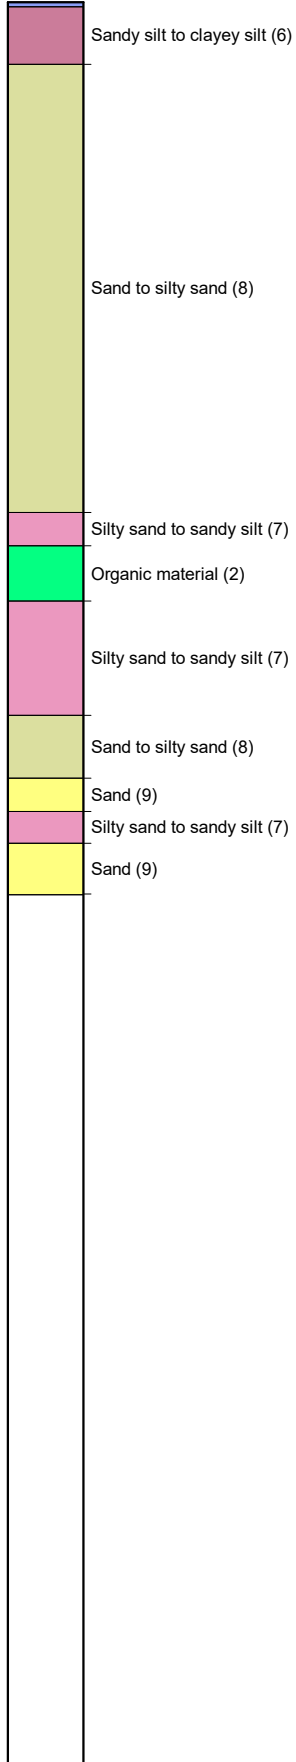 Sandy silt to clayey silt (6)
Sand to silty sand (8)
Silty sand to sandy silt (7)
Organic material (2)
Silty sand to sandy silt (7)
Sand to silty sand (8)
Sand (9)
Silty sand to sandy silt (7)
Sand (9)